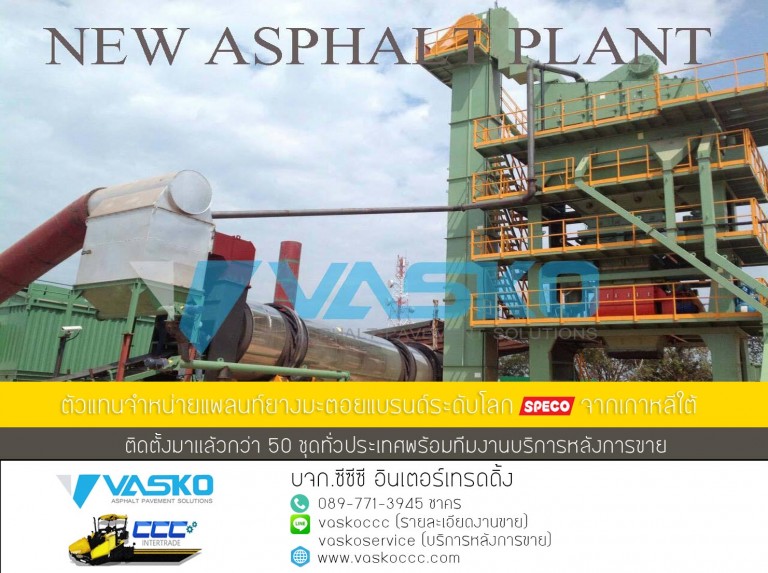 NEW ASPHALT PLANT
VASKO
ASPHALT PAVEMENT SOLUTIONS
ตัวแทนจำหน่ายแพลนท์ยางมะตอยแบรนด์ระดับโลก SPECO จากเกาหลีใต้
ติดตั้งมาแล้วกว่า 50 ชุดทั่วประเทศพร้อมทีมงานบริการหลังการขาย
VASKO
ASPHALT PAVEMENT SOLUTIONS
CCC
INTERTRADE
บจก.ซีซีซี อินเตอร์เทรดดิ้ง
089-771-3945 ชาคร
LINE vaskoccc (รายละเอียดงานขาย)
vaskoservice (บริการหลังการขาย)
www.vaskoccc.com